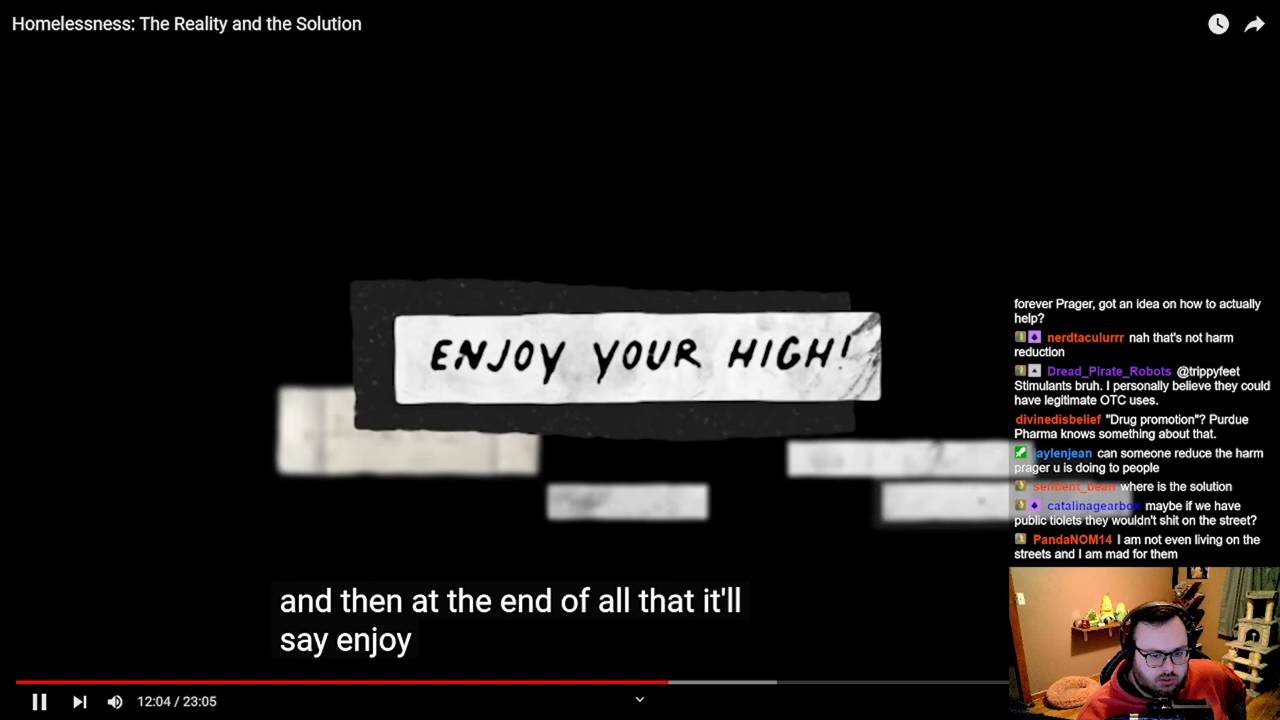 Homelessness: The Reality and the Solution
ENJOY YOUR HIGH!
forever Prager, got an idea on how to actually
help?
nerdtaculurrr nah that's not harm
reduction
Dread_Pirate_Robots @trippyfeet
Stimulants bruh. I personally believe they could
have legitimate OTC uses.
divinedisbelief "Drug promotion"? Purdue
Pharma knows something about that.
jaylenjean can someone reduce the harm
prager u is doing to people
sentient_bean where is the solution
catalinagearbox maybe if we have
public tiolets they wouldn't shit on the street?
PandaNOM14 I am not even living on the
streets and I am mad for them
and then at the end of all that it'll
say enjoy
12:04 / 23:05